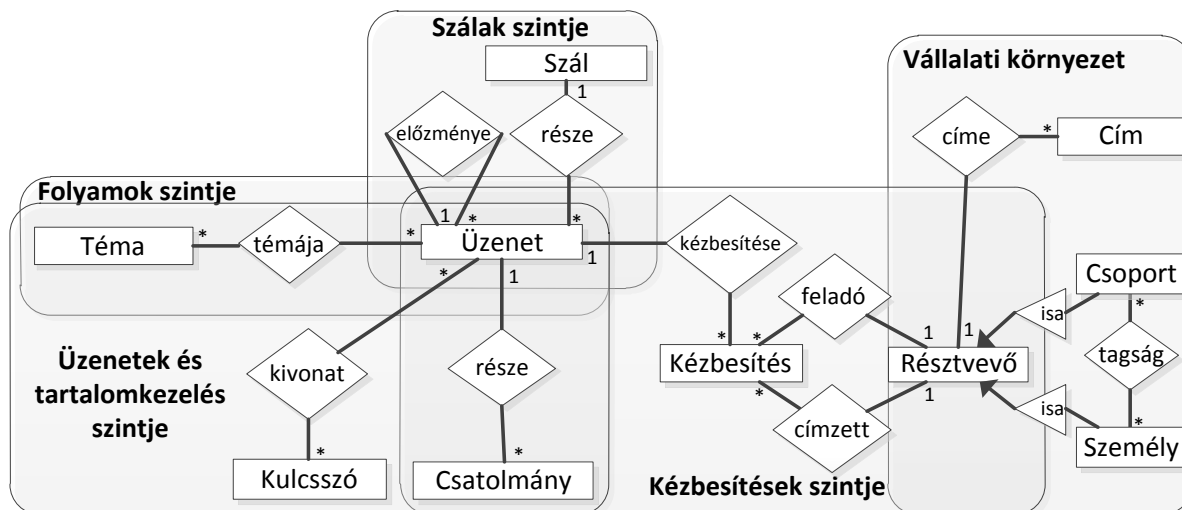 Szálak szintje
Szál
1
Vállalati környezet
előzménye
része
címe
*
Cím
Folyamok szintje
1
*
*
Téma
*
témája
*
Üzenet
1
kézbesítése
*
1
Csoport
feladó
isa
*
Üzenetek és
tartalomkezelés
szintje
kivonat
része
*
*
Kézbesítés
1
1
Résztvevő
tagság
*
1
isa
címzett
*
*
*
Személy
Kulcsszó
Csatolmány
Kézbesítések szintje